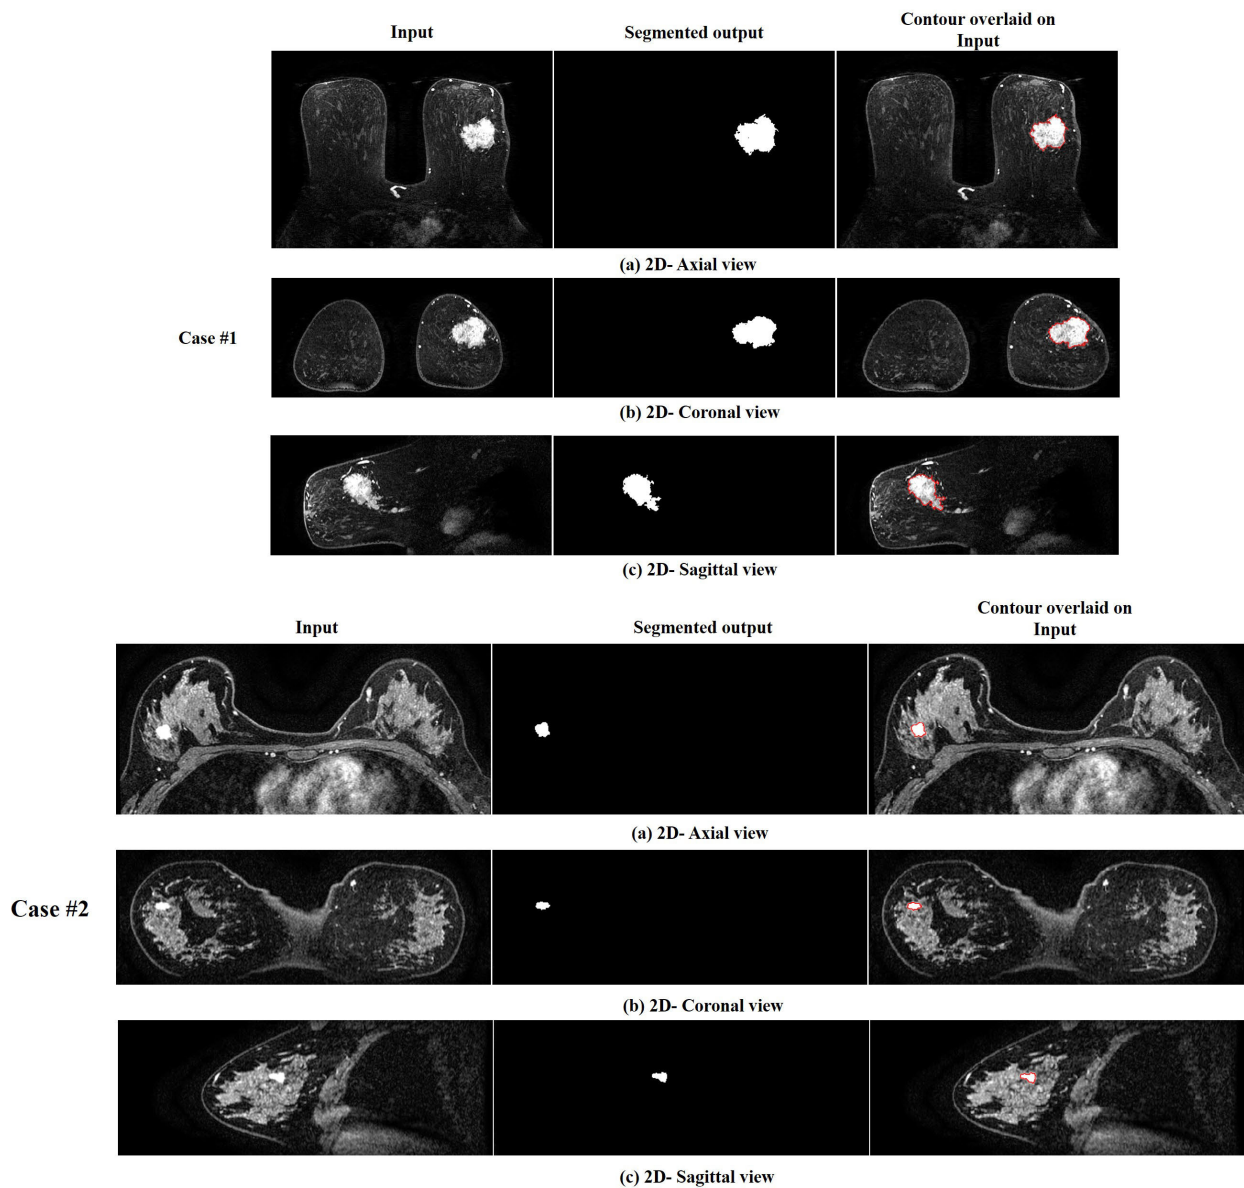 Input
Segmented output
Contour overlaid on
Input
(a) 2D- Axial view
Case #1
(b) 2D- Coronal view
(c) 2D- Sagittal view
Input
Segmented output
Contour overlaid on
Input
(a) 2D- Axial view
Case #2
(b) 2D- Coronal view
(c) 2D- Sagittal view